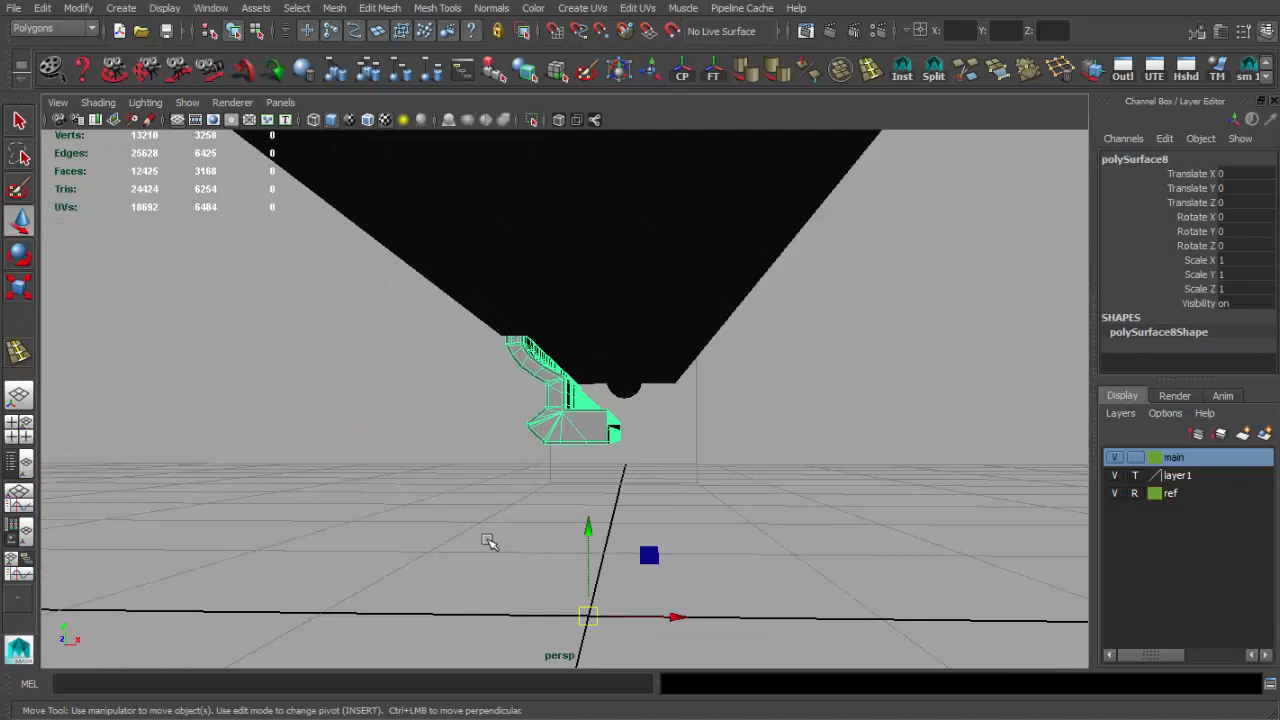 File Edit Modify Create Display Window Assets Select Mesh Edit Mesh Mesh Tools Normals Color Create UVs Edit UVs Muscle Pipeline Cache Help
Polygons No Live Surface X: Y: Z:
CP FT Inst Split Outl UTE Hshd TM sm 1
View Shading Lighting Show Renderer Panels
Channel Box / Layer Editor
Channels Edit Object Show
Verts: 13210 3258 0
Edges: 25628 6425 0
Faces: 12425 3168 0
Tris: 24424 6254 0
UVs: 18692 6484 0
polySurface8
Translate X 0
Translate Y 0
Translate Z 0
Rotate X 0
Rotate Y 0
Rotate Z 0
Scale X 1
Scale Y 1
Scale Z 1
Visibility on
SHAPES
polySurface8Shape
Display Render Anim
Layers Options Help
V main
V T layer1
V R ref
y
z x
persp
MAYA
MEL
Move Tool: Use manipulator to move object(s). Use edit mode to change pivot (INSERT). Ctrl+LMB to move perpendicular.